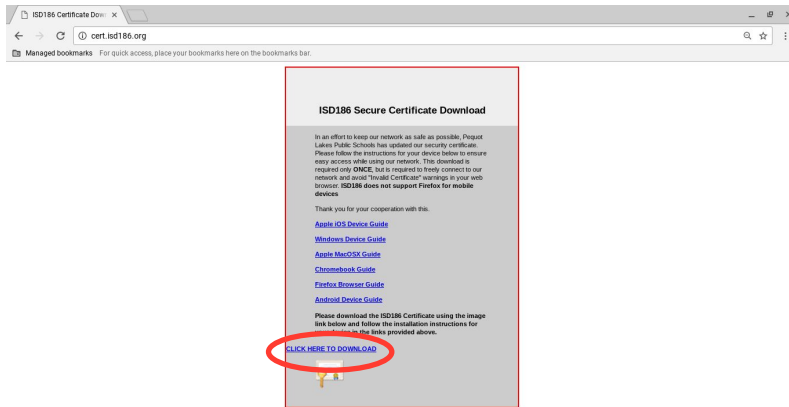 ISD186 Certificate Dow
cert.isd186.org
Managed bookmarks For quick access, place your bookmarks here on the bookmarks bar.
ISD186 Secure Certificate Download
In an effort to keep our network as safe as possible, Pequot
Lakes Public Schools has updated our security certificate.
Please follow the instructions for your device below to ensure
easy access while using our network. This download is
required only ONCE, but is required to freely connect to our
network and avoid "Invalid Certificate" warnings in your web
browser. ISD186 does not support Firefox for mobile
devices
Thank you for your cooperation with this.
Apple iOS Device Guide
Windows Device Guide
Apple MacOSX Guide
Chromebook Guide
Firefox Browser Guide
Android Device Guide
Please download the ISD186 Certificate using the image
link below and follow the installation instructions for
in the links provided above.
CLICK HERE TO DOWNLOAD